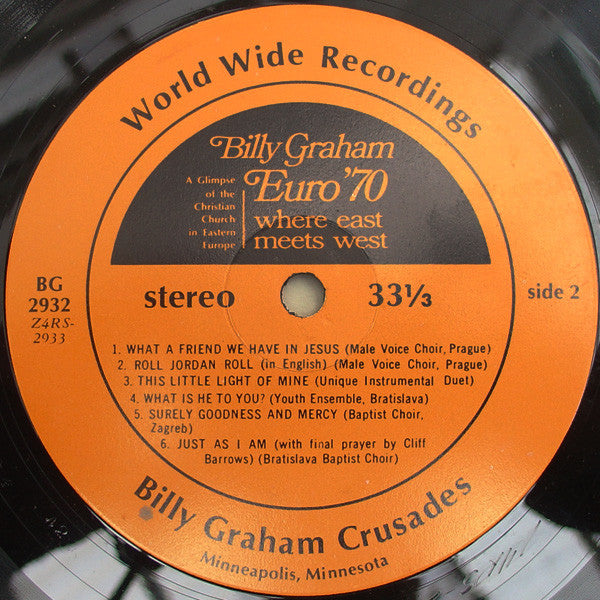 World Wide Recordings
Billy Graham
Euro '70
where east
meets west
A Glimpse
of the
Christian
Church
in Eastern
Europe
BG
2932
Z4RS-
2933
stereo
33⅓
side 2
1. WHAT A FRIEND WE HAVE IN JESUS (Male Voice Choir, Prague)
2. ROLL JORDAN ROLL (in English) (Male Voice Choir, Prague)
3. THIS LITTLE LIGHT OF MINE (Unique Instrumental Duet)
4. WHAT IS HE TO YOU? (Youth Ensemble, Bratislava)
5. SURELY GOODNESS AND MERCY (Baptist Choir,
Zagreb)
6. JUST AS I AM (with final prayer by Cliff
Barrows) (Bratislava Baptist Choir)
Billy Graham Crusades
Minneapolis, Minnesota